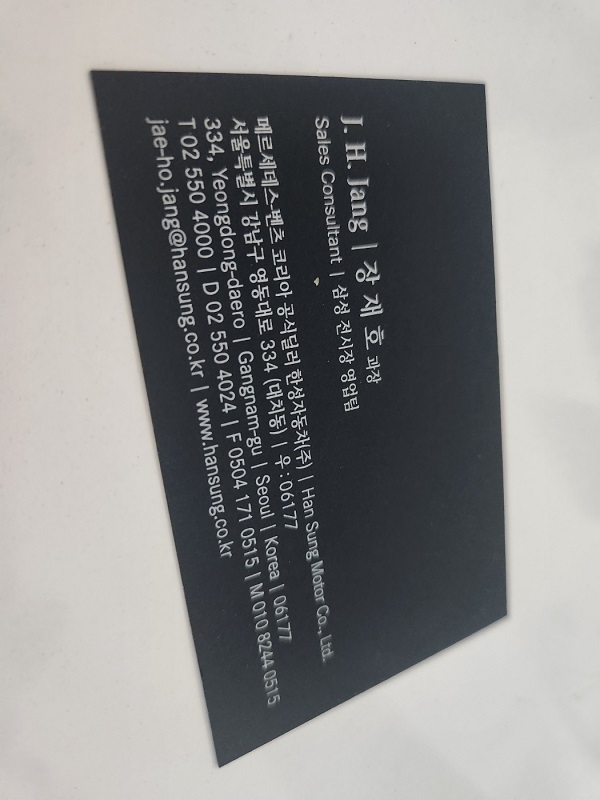 J. H. Jang | 장 재 호 과장
Sales Consultant | 삼성 전시장 영업팀
메르세데스-벤츠 코리아 공식딜러 한성자동차(주) | Han Sung Motor Co., Ltd.
서울특별시 강남구 영동대로 334 (대치동) | 우 : 06177
334, Yeongdong-daero | Gangnam-gu | Seoul | Korea | 06177
T 02 550 4000 | D 02 550 4024 | F 0504 171 0515 | M 010 8244 0515
jae-ho.jang@hansung.co.kr | www.hansung.co.kr